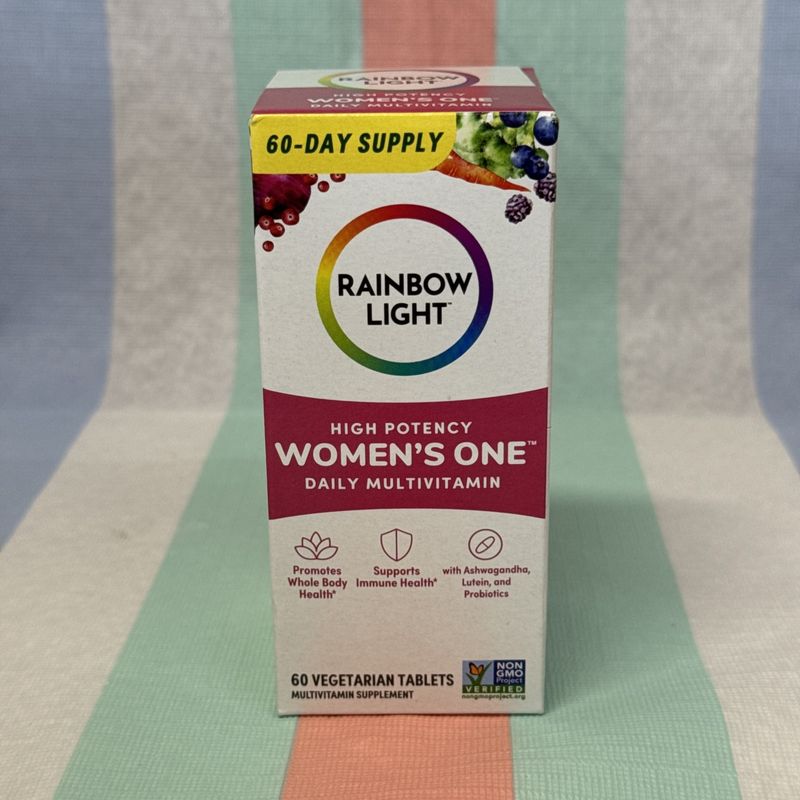 RAINBOW
LIGHT
HIGH POTENCY
WOMEN'S ONE™
DAILY MULTIVITAMIN
60-DAY SUPPLY
RAINBOW
LIGHT™
HIGH POTENCY
WOMEN'S ONE™
DAILY MULTIVITAMIN
Promotes
Whole Body
Health*
Supports
Immune Health*
with Ashwagandha,
Lutein, and
Probiotics
60 VEGETARIAN TABLETS
MULTIVITAMIN SUPPLEMENT
NON
GMO
Project
VERIFIED
nongmoproject.org